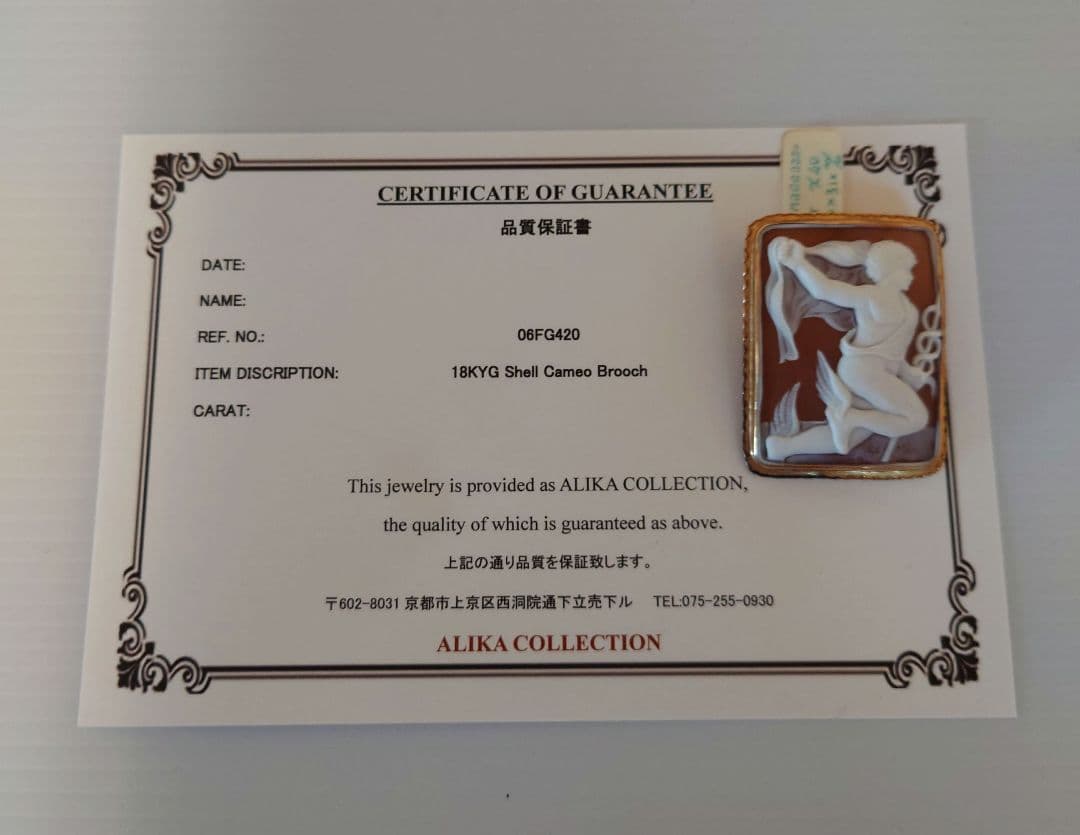 CERTIFICATE OF GUARANTEE
品質保証書
DATE:
NAME:
REF. NO.: 06FG420
ITEM DISCRIPTION: 18KYG Shell Cameo Brooch
CARAT:
This jewelry is provided as ALIKA COLLECTION,
the quality of which is guaranteed as above.
上記の通り品質を保証致します。
〒602-8031 京都市上京区西洞院通下立売下ル TEL:075-255-0930
ALIKA COLLECTION